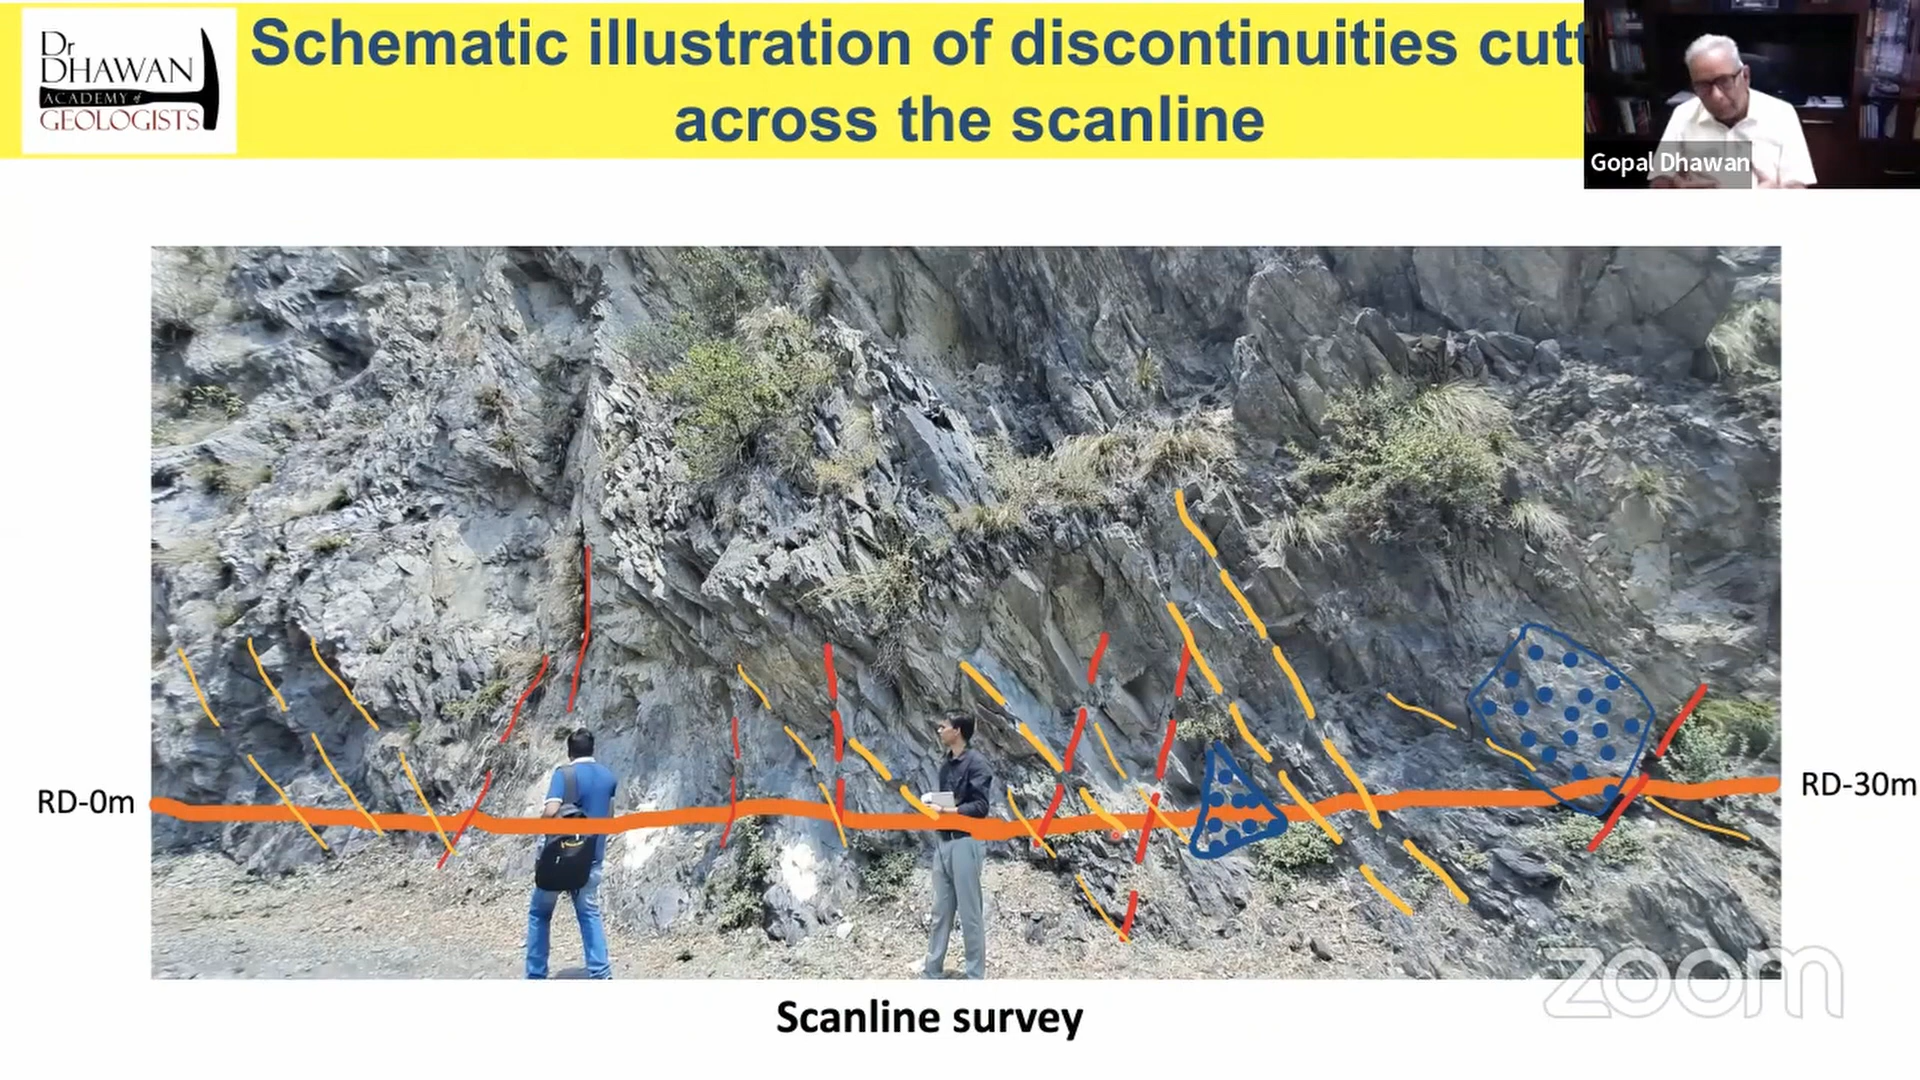 Dr
DHAWAN
ACADEMY of
GEOLOGISTS
Schematic illustration of discontinuities cutt
across the scanline
Gopal Dhawan
RD-0m
RD-30m
Scanline survey
zoom